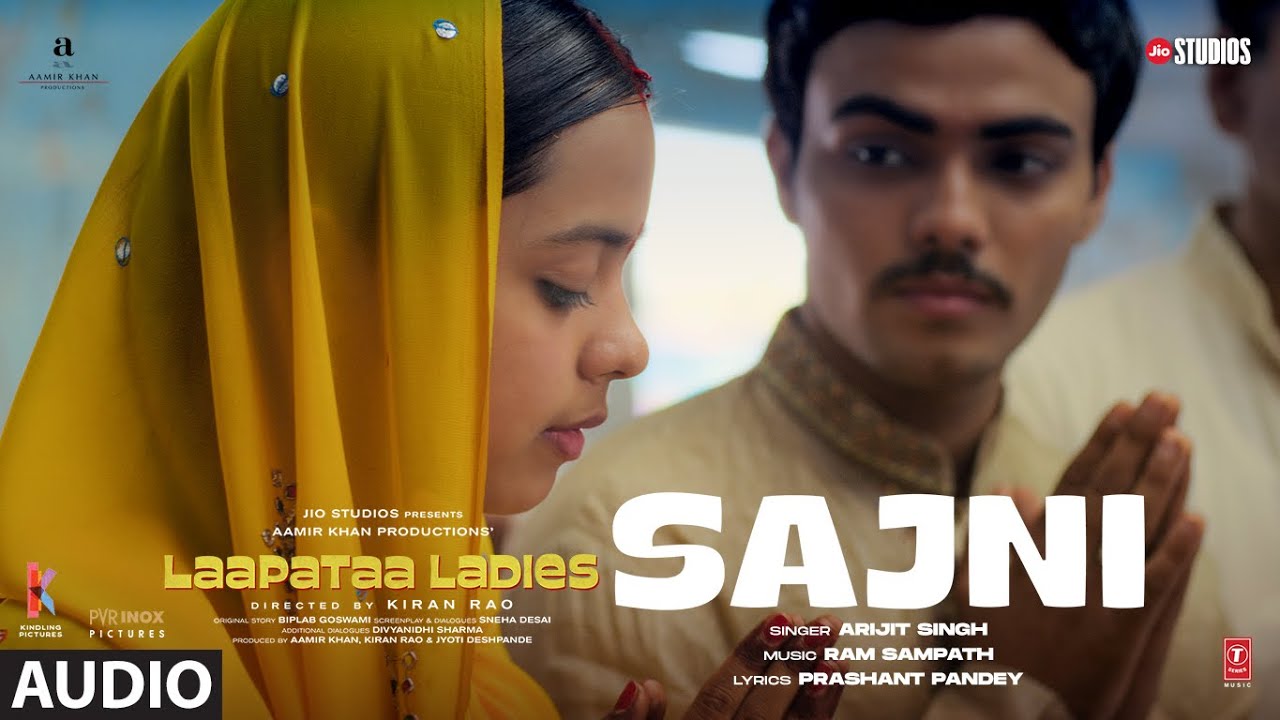 a
AAMIR KHAN
PRODUCTIONS
Jio STUDIOS
JIO STUDIOS PRESENTS
AAMIR KHAN PRODUCTIONS'
LAAPATAA LADIES
DIRECTED BY KIRAN RAO
ORIGINAL STORY BIPLAB GOSWAMI SCREENPLAY & DIALOGUES SNEHA DESAI
ADDITIONAL DIALOGUES DIVYANIDHI SHARMA
PRODUCED BY AAMIR KHAN, KIRAN RAO & JYOTI DESHPANDE
K
KINDLING
PICTURES
PVR INOX
PICTURES
SAJNI
SINGER ARIJIT SINGH
MUSIC RAM SAMPATH
LYRICS PRASHANT PANDEY
T
SERIES
MUSIC
AUDIO